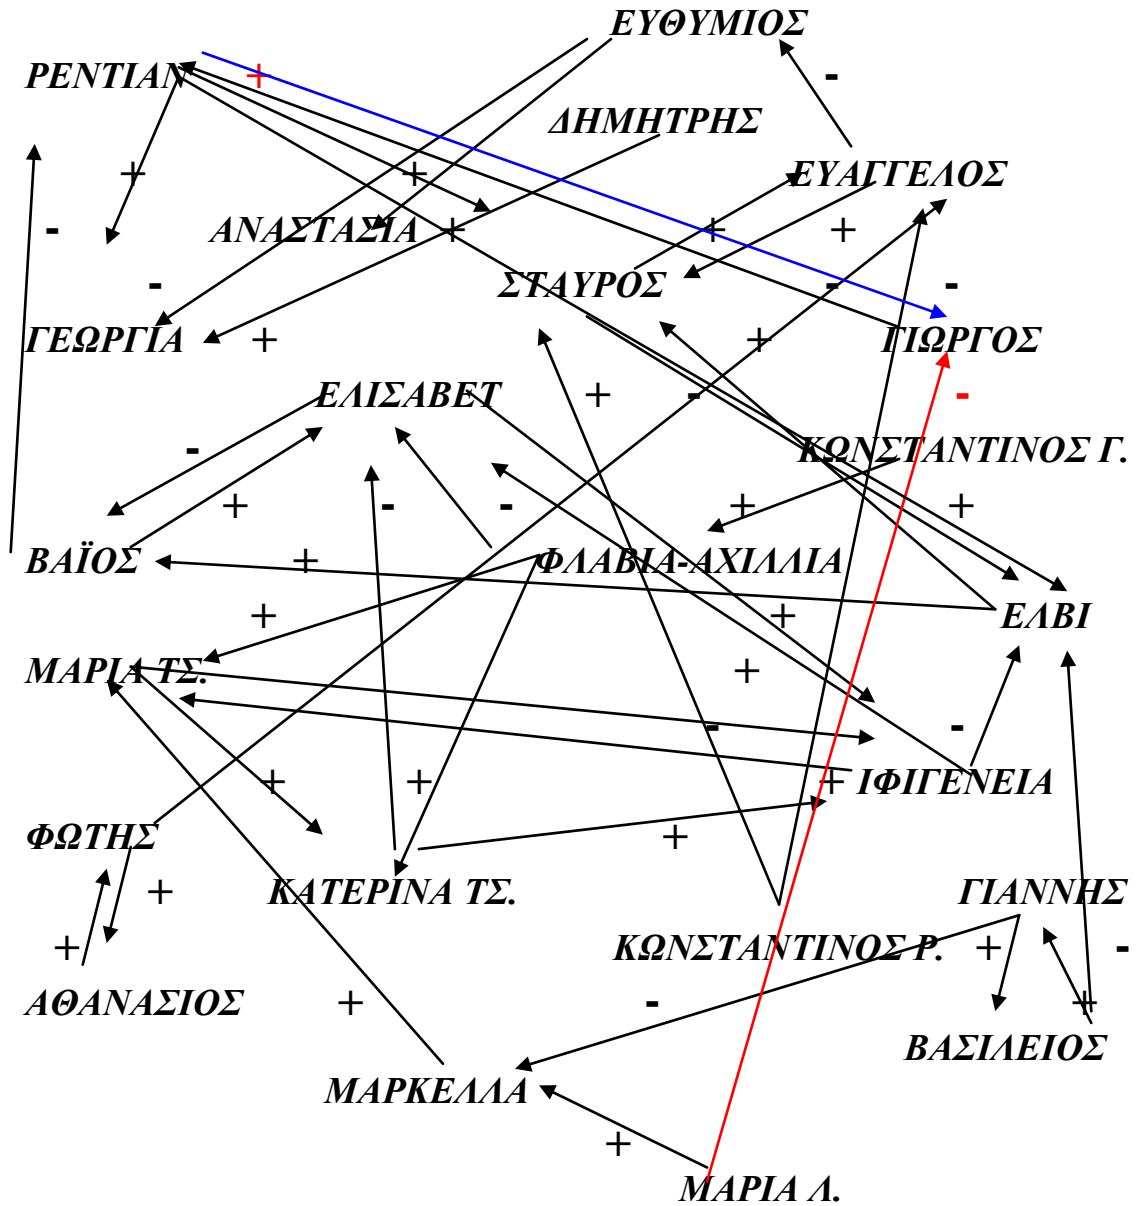 ΕΥΘΥΜΙΟΣ
-
ΡΕΝΤΙΑΝ +
ΔΗΜΗΤΡΗΣ
+ + ΕΥΑΓΓΕΛΟΣ
- ΑΝΑΣΤΑΣΙΑ + + +
- ΣΤΑΥΡΟΣ - -
ΓΕΩΡΓΙΑ + + ΓΙΩΡΓΟΣ
ΕΛΙΣΑΒΕΤ + - -
- ΚΩΝΣΤΑΝΤΙΝΟΣ Γ.
+ - - + +
ΒΑΪΟΣ + ΦΛΑΒΙΑ-ΑΧΙΛΛΙΑ
+ + ΕΛΒΙ
ΜΑΡΙΑ ΤΣ. +
- -
+ + + ΙΦΙΓΕΝΕΙΑ
ΦΩΤΗΣ +
+ ΚΑΤΕΡΙΝΑ ΤΣ. ΓΙΑΝΝΗΣ
+ ΚΩΝΣΤΑΝΤΙΝΟΣ Ρ. + -
ΑΘΑΝΑΣΙΟΣ + - +
ΒΑΣΙΛΕΙΟΣ
ΜΑΡΚΕΛΛΑ
+
ΜΑΡΙΑ Λ.